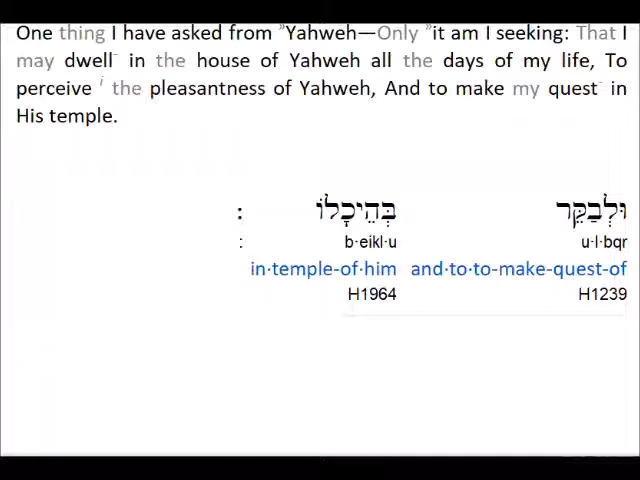 One thing I have asked from "Yahweh—Only "it am I seeking: That I
may dwell⁻ in the house of Yahweh all the days of my life, To
perceive ⁱ the pleasantness of Yahweh, And to make my quest⁻ in
His temple.
וּלְבַקֵּר בְּהֵיכָלוֹ :
: b·eikl·u u·l·bqr
in·temple-of·him and·to·to-make-quest-of
H1964 H1239